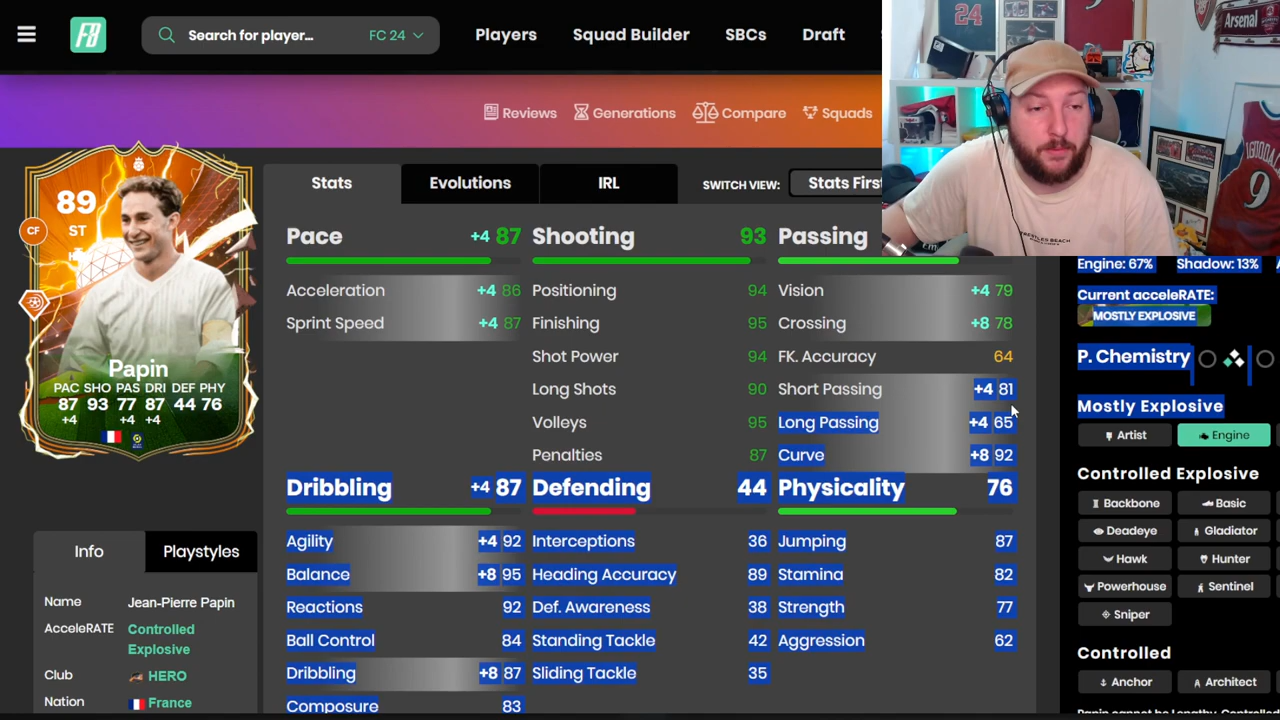 FB
Search for player...
FC 24
Players
Squad Builder
SBCs
Draft
24
Arsenal
9
Reviews
Generations
Compare
Squads
TRESTLES BEACH
89
ST
CF
Papin
PAC SHO PAS DRI DEF PHY
87 93 77 87 44 76
+4 +4 +4
Stats
Evolutions
IRL
SWITCH VIEW:
Stats First
Pace +4 87
Acceleration +4 86
Sprint Speed +4 87
Shooting 93
Positioning 94
Finishing 95
Shot Power 94
Long Shots 90
Volleys 95
Penalties 87
Passing
Vision +4 79
Crossing +8 78
FK. Accuracy 64
Short Passing +4 81
Long Passing +4 65
Curve +8 92
Dribbling +4 87
Agility +4 92
Balance +8 95
Reactions 92
Ball Control 84
Dribbling +8 87
Composure 83
Defending 44
Interceptions 36
Heading Accuracy 89
Def. Awareness 38
Standing Tackle 42
Sliding Tackle 35
Physicality 76
Jumping 87
Stamina 82
Strength 77
Aggression 62
Info
Playstyles
Name Jean-Pierre Papin
AcceleRATE Controlled
Explosive
Club HERO
Nation France
Engine: 67% Shadow: 13%
Current acceleRATE:
MOSTLY EXPLOSIVE
P. Chemistry
Mostly Explosive
Artist
Engine
Controlled Explosive
Backbone
Basic
Deadeye
Gladiator
Hawk
Hunter
Powerhouse
Sentinel
Sniper
Controlled
Anchor
Architect
Papin cannot be Lengthy, Controlled